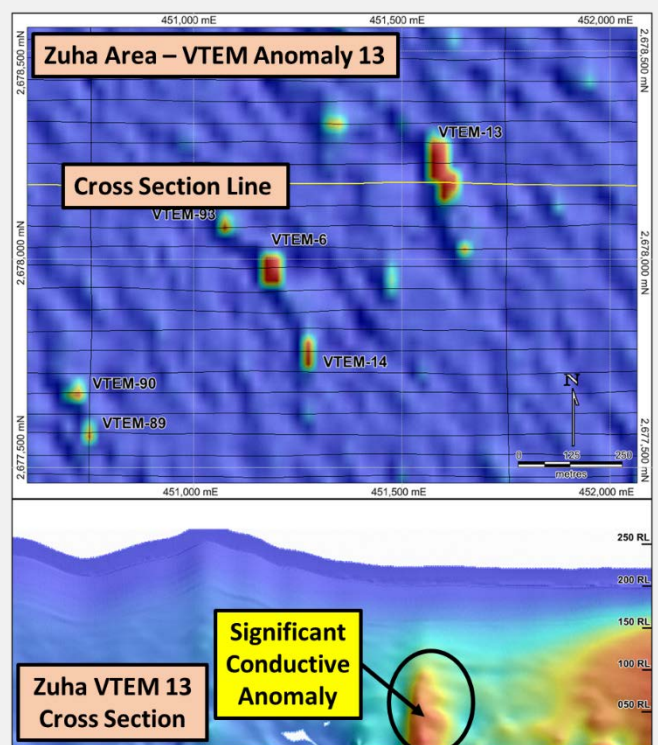 451,000 mE
451,500 mE
452,000 mE
2,678,500 mN
2,678,500 mN
Zuha Area – VTEM Anomaly 13
VTEM-13
Cross Section Line
VTEM-93
VTEM-6
2,678,000 mN
2,678,000 mN
VTEM-14
VTEM-90
VTEM-89
N
0 125 250
metres
2,677,500 mN
2,677,500 mN
451,000 mE
451,500 mE
452,000 mE
250 RL
200 RL
150 RL
100 RL
050 RL
Significant
Conductive
Anomaly
Zuha VTEM 13
Cross Section